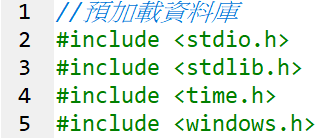 1 //預加載資料庫
2 #include <stdio.h>
3 #include <stdlib.h>
4 #include <time.h>
5 #include <windows.h>